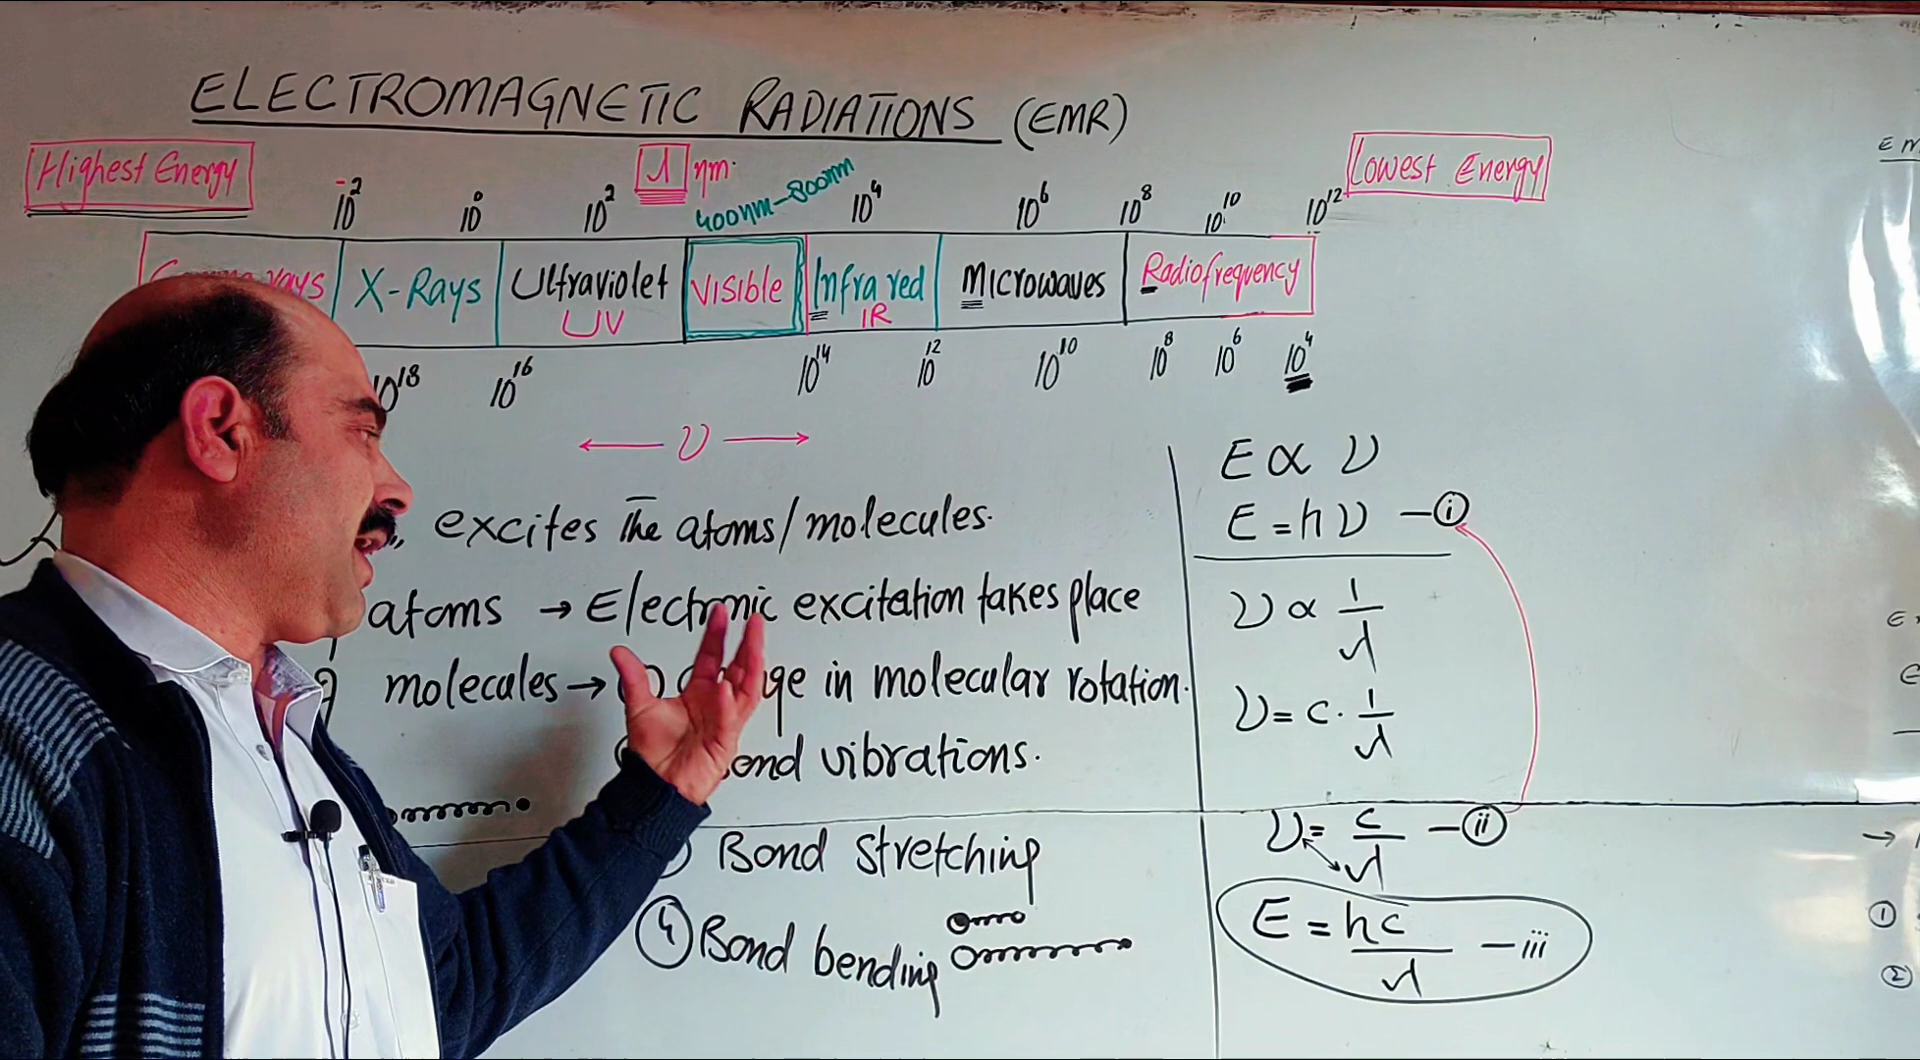 ELECTROMAGNETIC RADIATIONS (EMR)
Highest Energy
λ nm.
400nm-800nm
Lowest Energy
10⁻² 10⁰ 10² 10⁴ 10⁶ 10⁸ 10¹⁰ 10¹²
rays X-Rays Ultraviolet UV Visible Infra red IR Microwaves Radiofrequency
10¹⁸ 10¹⁶ 10¹⁴ 10¹² 10¹⁰ 10⁸ 10⁶ 10⁴
← ν →
excites The atoms/molecules.
atoms → Electronic excitation takes place
molecules → in molecular rotation.
vibrations.
Bond Stretching
④ Bond bending
E ∝ ν
E = hν - ⓘ
ν ∝ 1/λ
ν = c · 1/λ
ν = c/λ - ⓘⓘ
E = hc/λ - iii
①
②